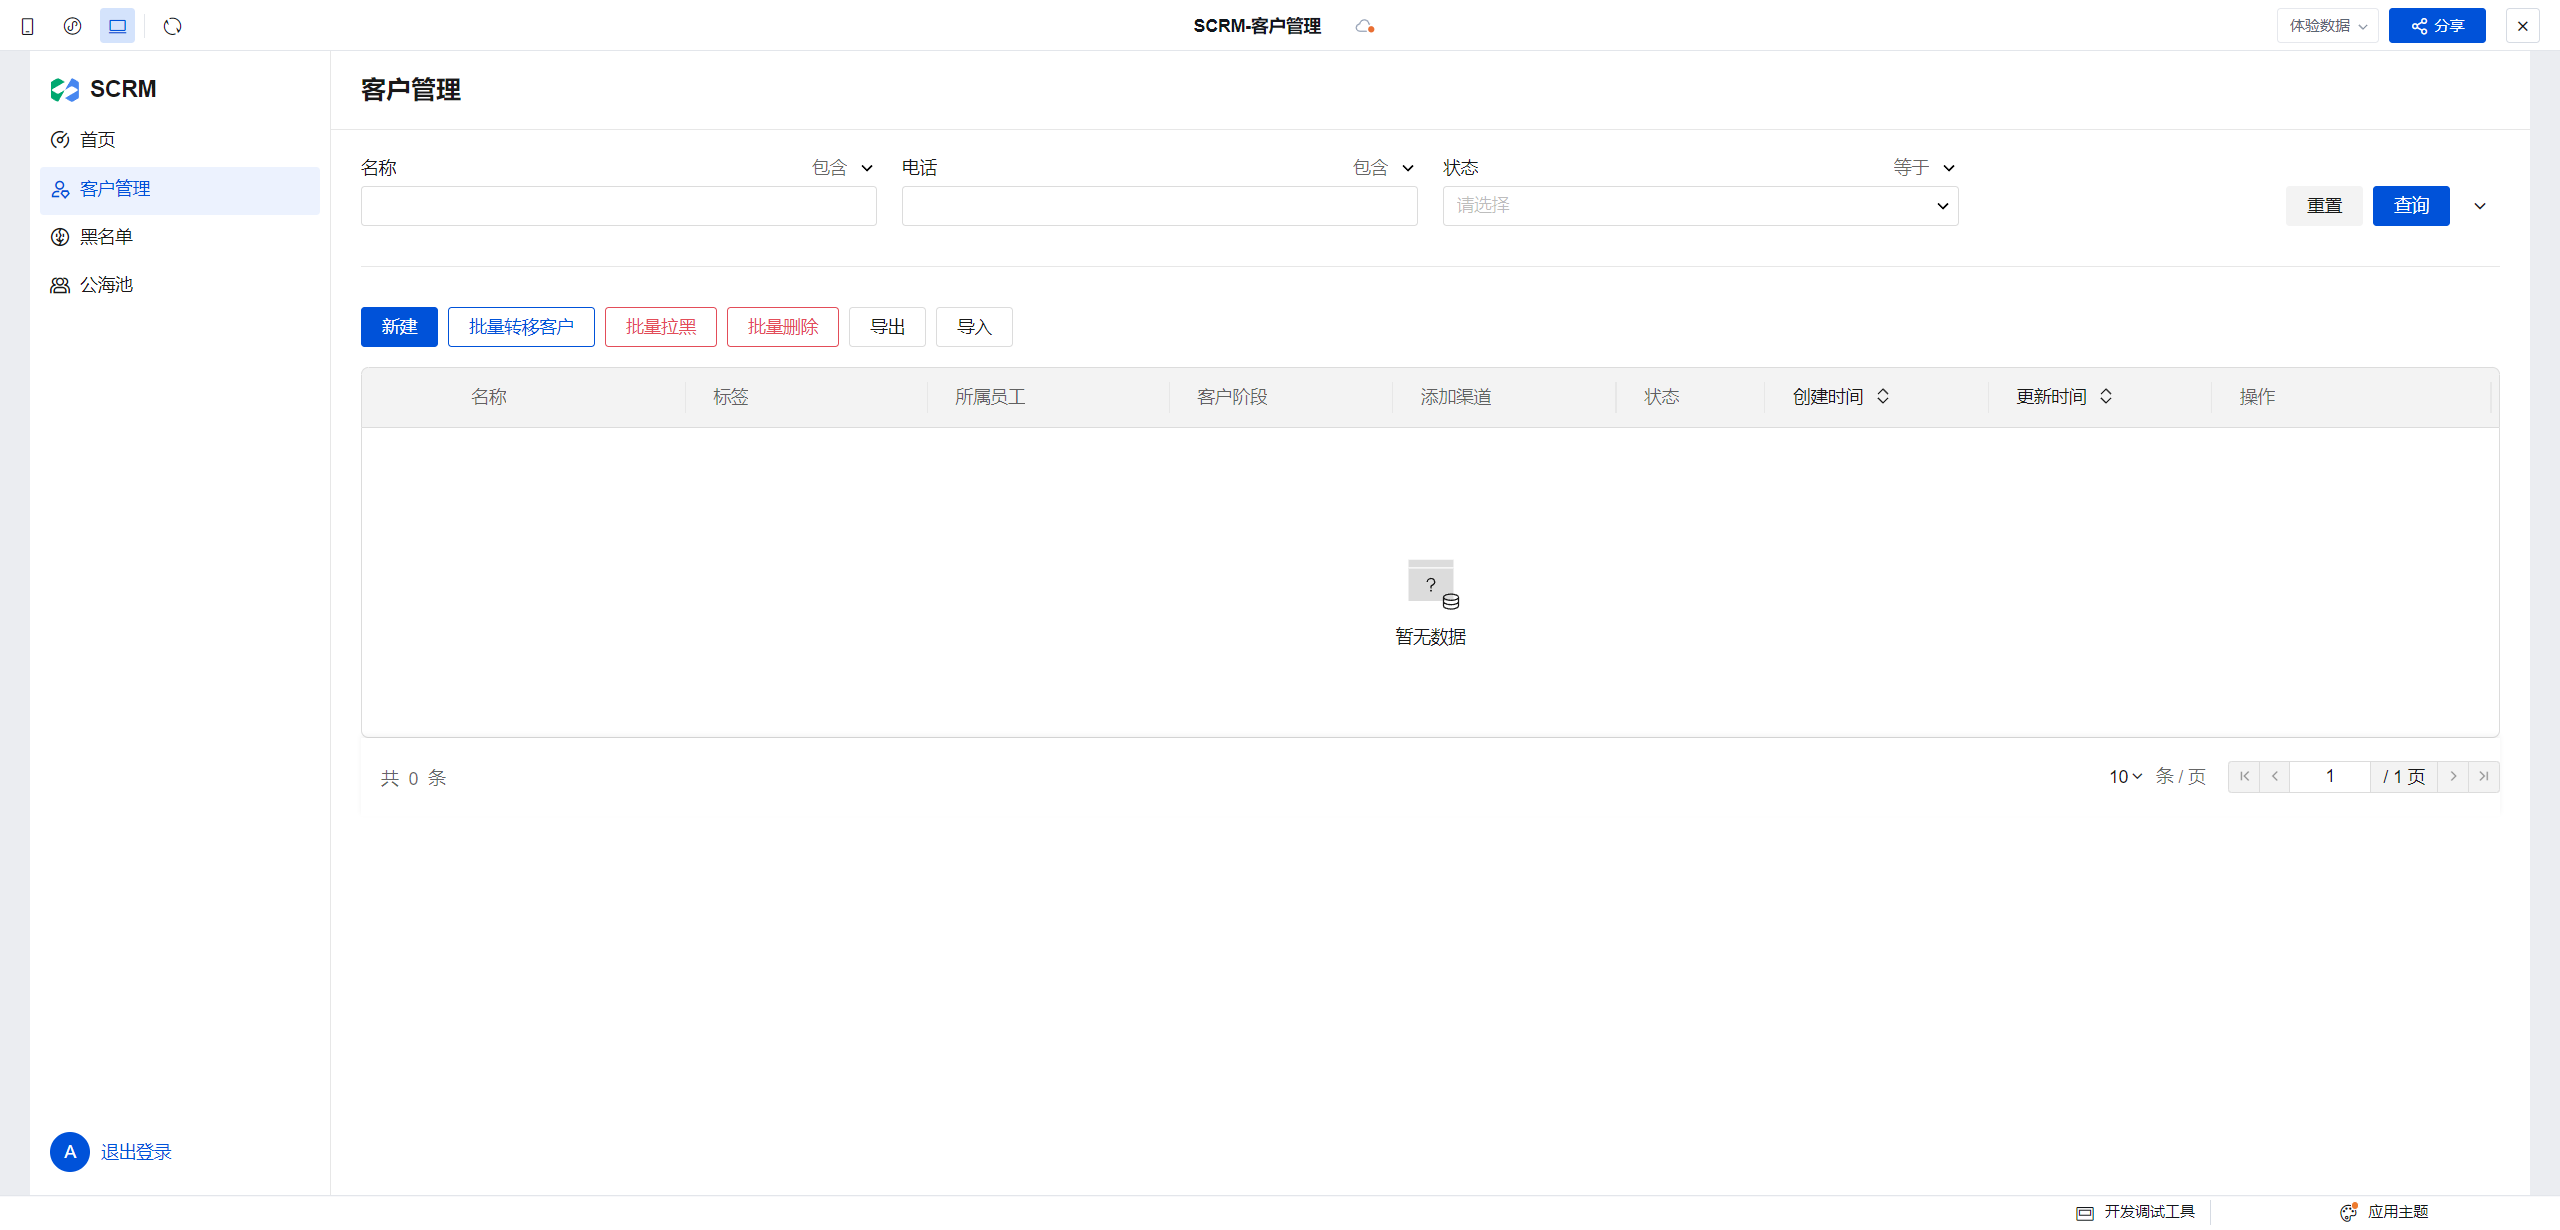 SCRM-客户管理
体验数据
分享
SCRM
首页
客户管理
黑名单
公海池
客户管理
名称 包含 电话 包含 状态 等于
请选择
重置 查询
新建 批量转移客户 批量拉黑 批量删除 导出 导入
名称 标签 所属员工 客户阶段 添加渠道 状态 创建时间 更新时间 操作
?
暂无数据
共 0 条
10 条 / 页 1 / 1 页
A 退出登录
开发调试工具 应用主题